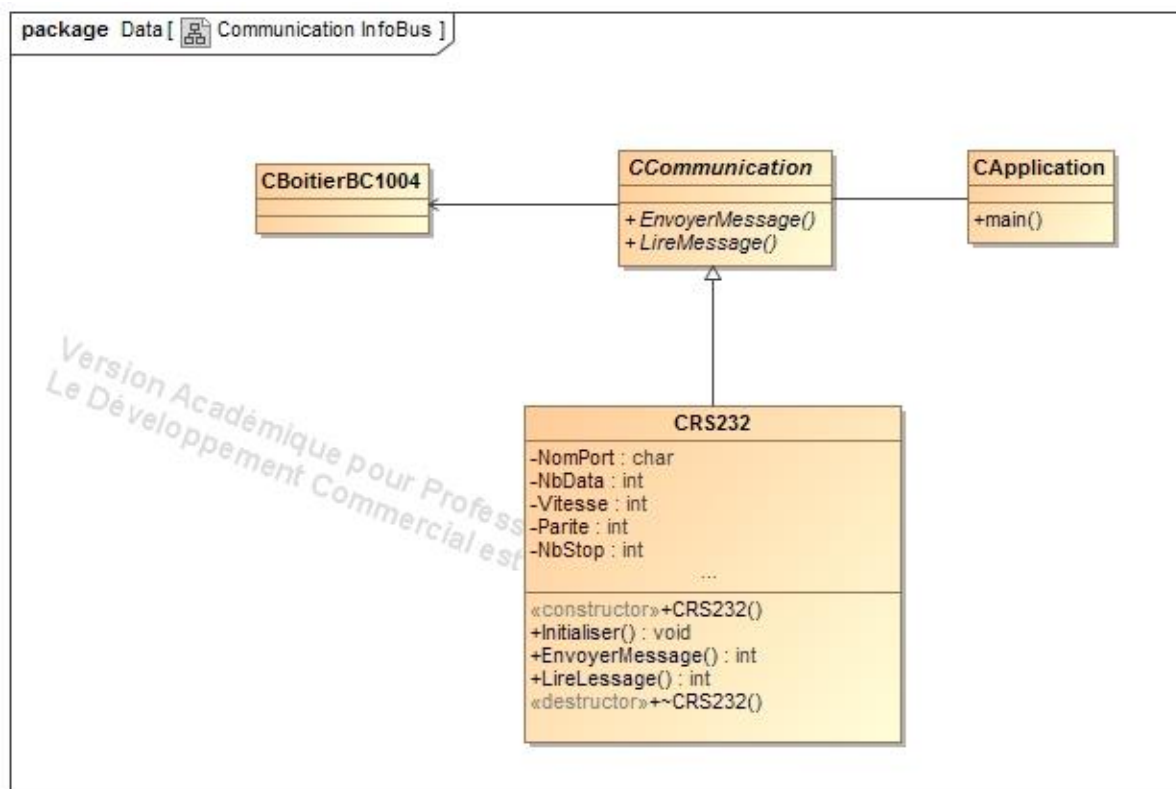 package Data [ Communication InfoBus ]
CBoitierBC1004
CCommunication
+ EnvoyerMessage()
+ LireMessage()
CApplication
+main()
Version Académique pour Profess
Le Développement Commercial est
CRS232
-NomPort : char
-NbData : int
-Vitesse : int
-Parite : int
-NbStop : int
...
«constructor»+CRS232()
+Initialiser() : void
+EnvoyerMessage() : int
+LireLessage() : int
«destructor»+~CRS232()